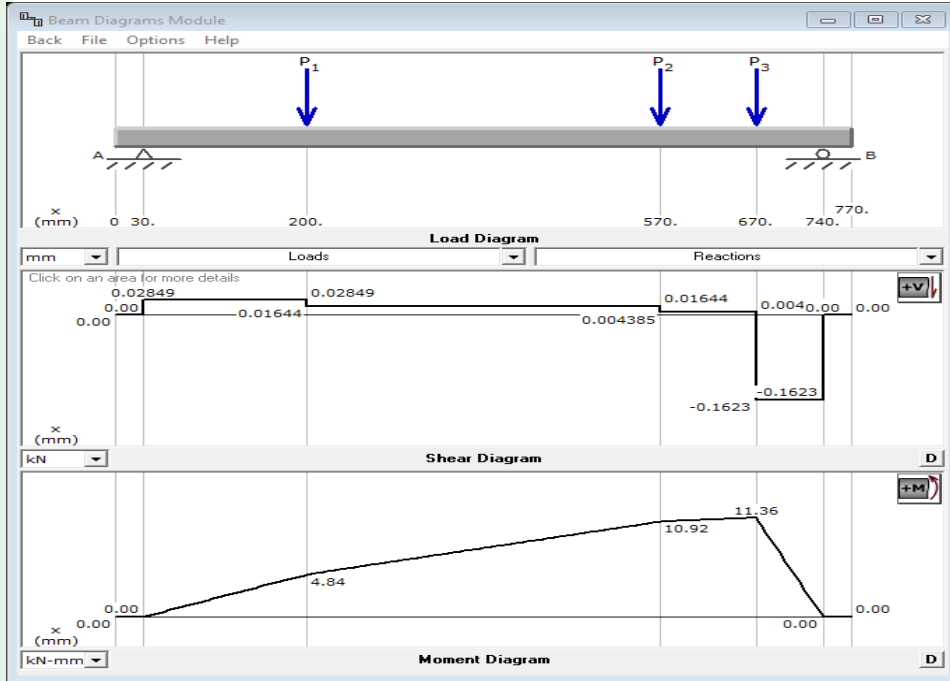 Beam Diagrams Module
Back File Options Help
P1 P2 P3
A B
x
(mm) 0 30. 200. 570. 670. 740. 770.
Load Diagram
mm Loads Reactions
Click on an area for more details
+V
0.02849 0.02849 0.01644 0.004 0.00 0.00
0.00
0.00 0.01644 0.004385
-0.1623
-0.1623
x
(mm)
kN Shear Diagram D
+M
11.36
10.92
4.84
0.00 0.00
0.00 0.00
x
(mm)
kN-mm Moment Diagram D